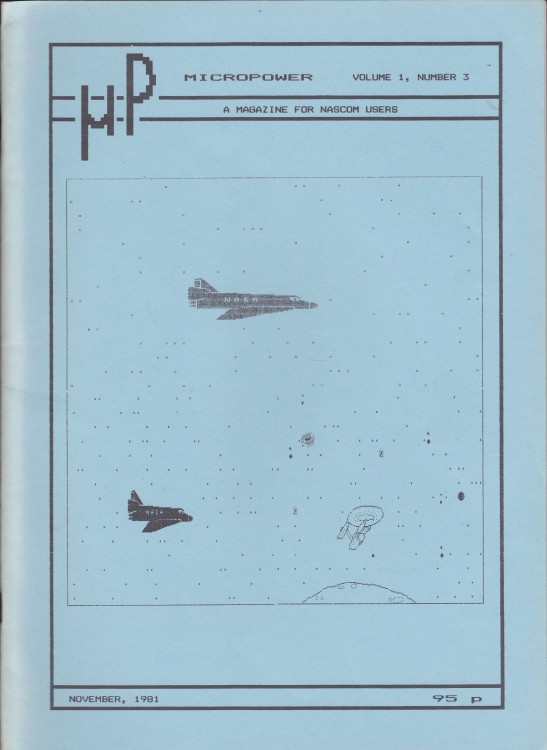 µP
MICROPOWER VOLUME 1, NUMBER 3
A MAGAZINE FOR NASCOM USERS
NASA
NASA
NOVEMBER, 1981 95 p